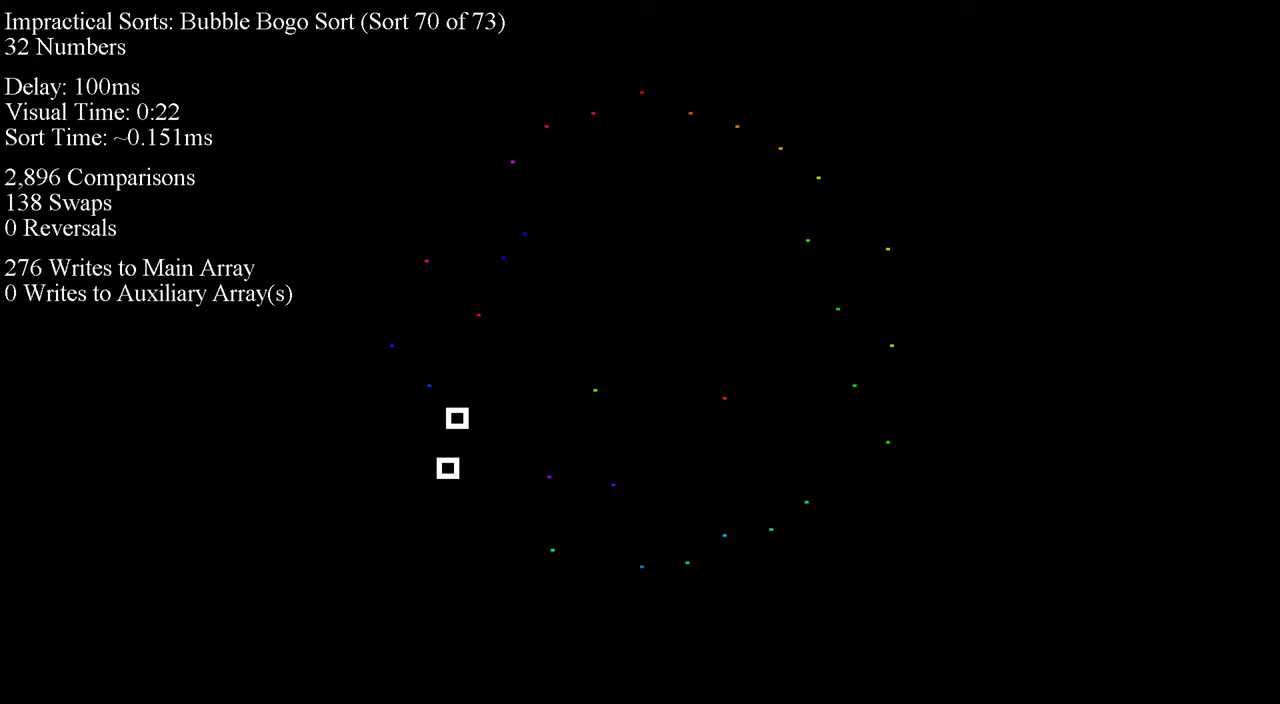 Impractical Sorts: Bubble Bogo Sort (Sort 70 of 73)
32 Numbers
Delay: 100ms
Visual Time: 0:22
Sort Time: ~0.151ms
2,896 Comparisons
138 Swaps
0 Reversals
276 Writes to Main Array
0 Writes to Auxiliary Array(s)